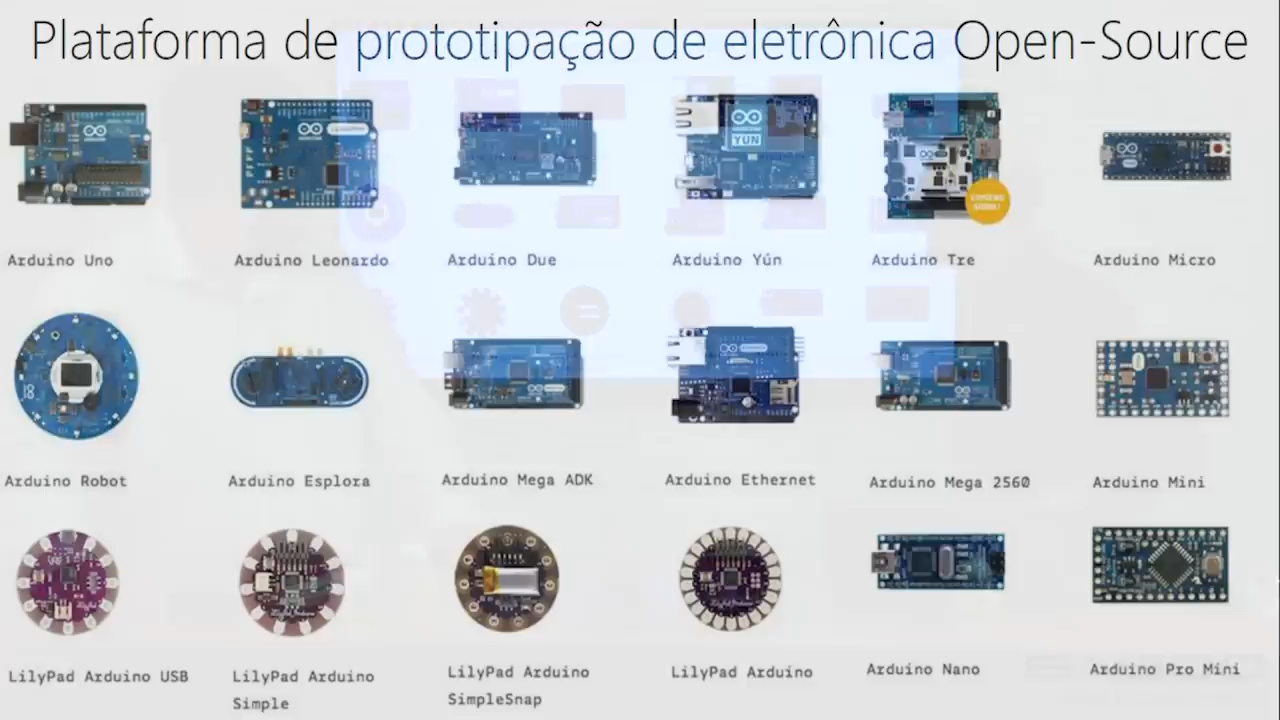 Plataforma de prototipação de eletrônica Open-Source
YÚN
Arduino Uno
Arduino Leonardo
Arduino Due
Arduino Yún
Arduino Tre
Arduino Micro
Arduino Robot
Arduino Esplora
Arduino Mega ADK
Arduino Ethernet
Arduino Mega 2560
Arduino Mini
LilyPad Arduino USB
LilyPad Arduino
Simple
LilyPad Arduino
SimpleSnap
LilyPad Arduino
Arduino Nano
Arduino Pro Mini